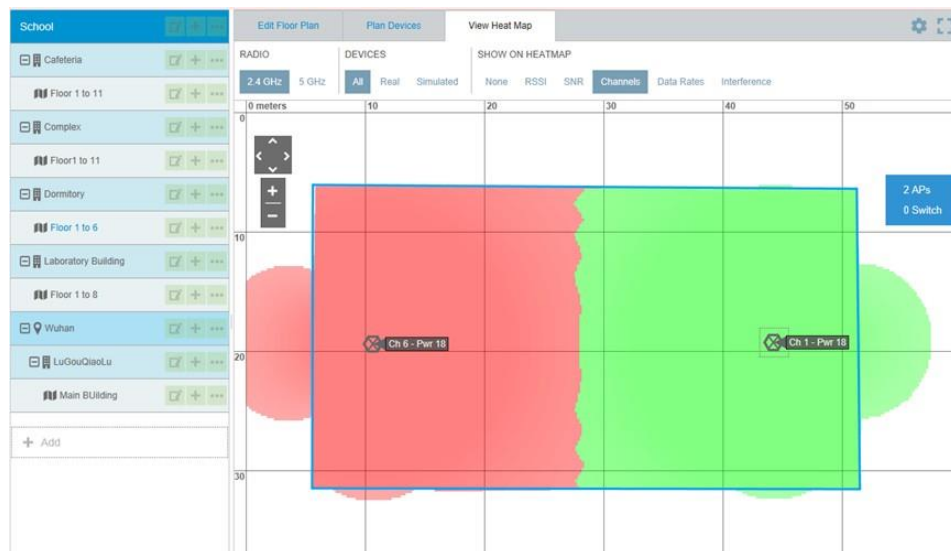 School
Cafeteria
Floor 1 to 11
Complex
Floor1 to 11
Dormitory
Floor 1 to 6
Laboratory Building
Floor 1 to 8
Wuhan
LuGouQiaoLu
Main BUilding
+ Add
Edit Floor Plan Plan Devices View Heat Map
RADIO DEVICES SHOW ON HEATMAP
2.4 GHz 5 GHz All Real Simulated None RSSI SNR Channels Data Rates Interference
0 meters 10 20 30 40 50
0
2 APs
0 Switch
10
Ch 6 - Pwr 18 Ch 1 - Pwr 18
20
30